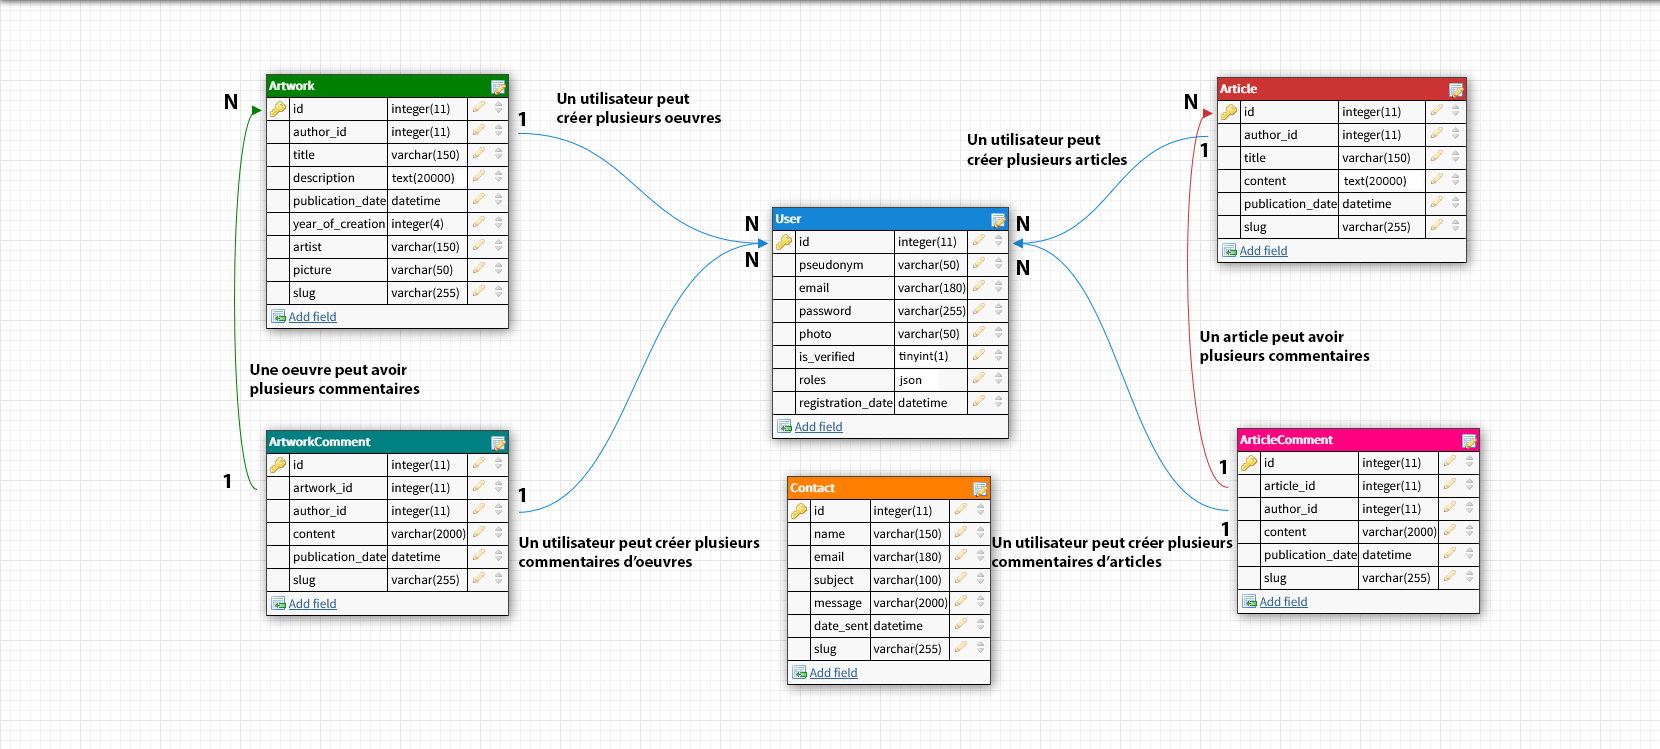 Artwork
id integer(11)
author_id integer(11)
title varchar(150)
description text(20000)
publication_date datetime
year_of_creation integer(4)
artist varchar(150)
picture varchar(50)
slug varchar(255)
Add field
N
1
Un utilisateur peut
créer plusieurs oeuvres
Une oeuvre peut avoir
plusieurs commentaires
ArtworkComment
id integer(11)
artwork_id integer(11)
author_id integer(11)
content varchar(2000)
publication_date datetime
slug varchar(255)
Add field
1
1
Un utilisateur peut créer plusieurs
commentaires d’oeuvres
N
N
User
id integer(11)
pseudonym varchar(50)
email varchar(180)
password varchar(255)
photo varchar(50)
is_verified tinyint(1)
roles json
registration_date datetime
Add field
N
N
Contact
id integer(11)
name varchar(150)
email varchar(180)
subject varchar(100)
message varchar(2000)
date_sent datetime
slug varchar(255)
Add field
Un utilisateur peut
créer plusieurs articles
N
1
Article
id integer(11)
author_id integer(11)
title varchar(150)
content text(20000)
publication_date datetime
slug varchar(255)
Add field
Un article peut avoir
plusieurs commentaires
1
1
Un utilisateur peut créer plusieurs
commentaires d’articles
ArticleComment
id integer(11)
article_id integer(11)
author_id integer(11)
content varchar(2000)
publication_date datetime
slug varchar(255)
Add field